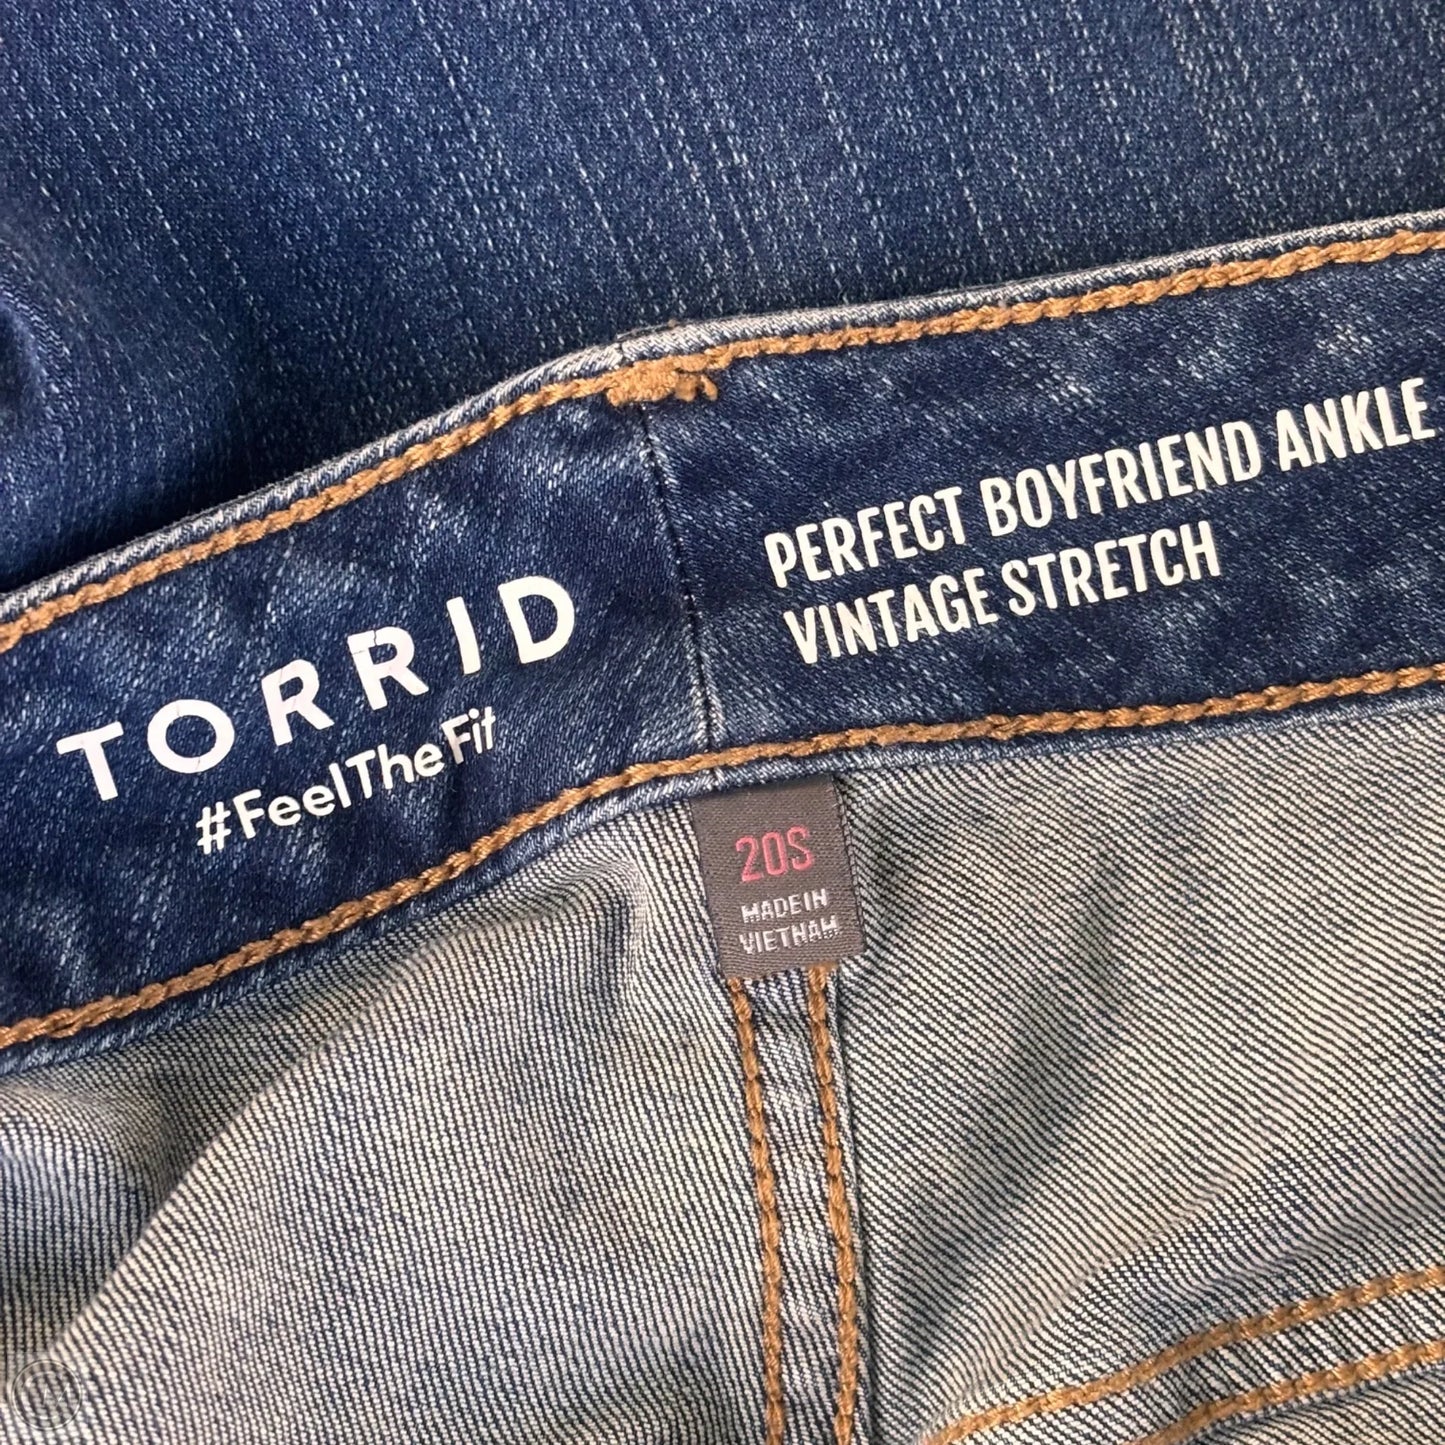 TORRID
#FeelTheFit
PERFECT BOYFRIEND ANKLE
VINTAGE STRETCH
20S
MADE IN
VIETNAM